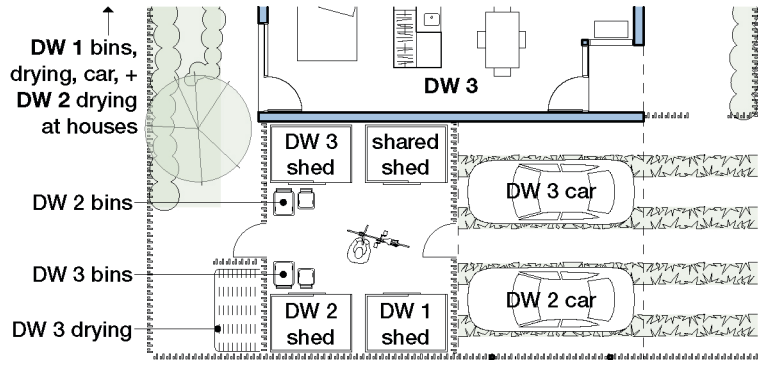 DW 1 bins,
drying, car, +
DW 2 drying
at houses
DW 3
DW 3
shed
shared
shed
DW 2 bins
DW 3 car
DW 3 bins
DW 2 car
DW 3 drying
DW 2
shed
DW 1
shed